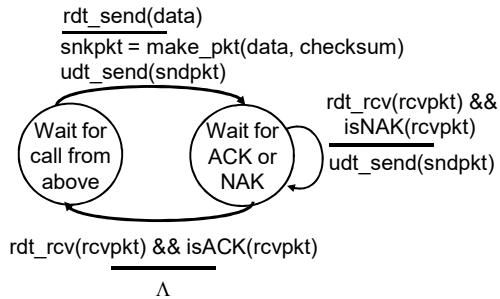 rdt_send(data)
snkpkt = make_pkt(data, checksum)
udt_send(sndpkt)
Wait for
call from
above
Wait for
ACK or
NAK
rdt_rcv(rcvpkt) &&
isNAK(rcvpkt)
udt_send(sndpkt)
rdt_rcv(rcvpkt) && isACK(rcvpkt)
Λ